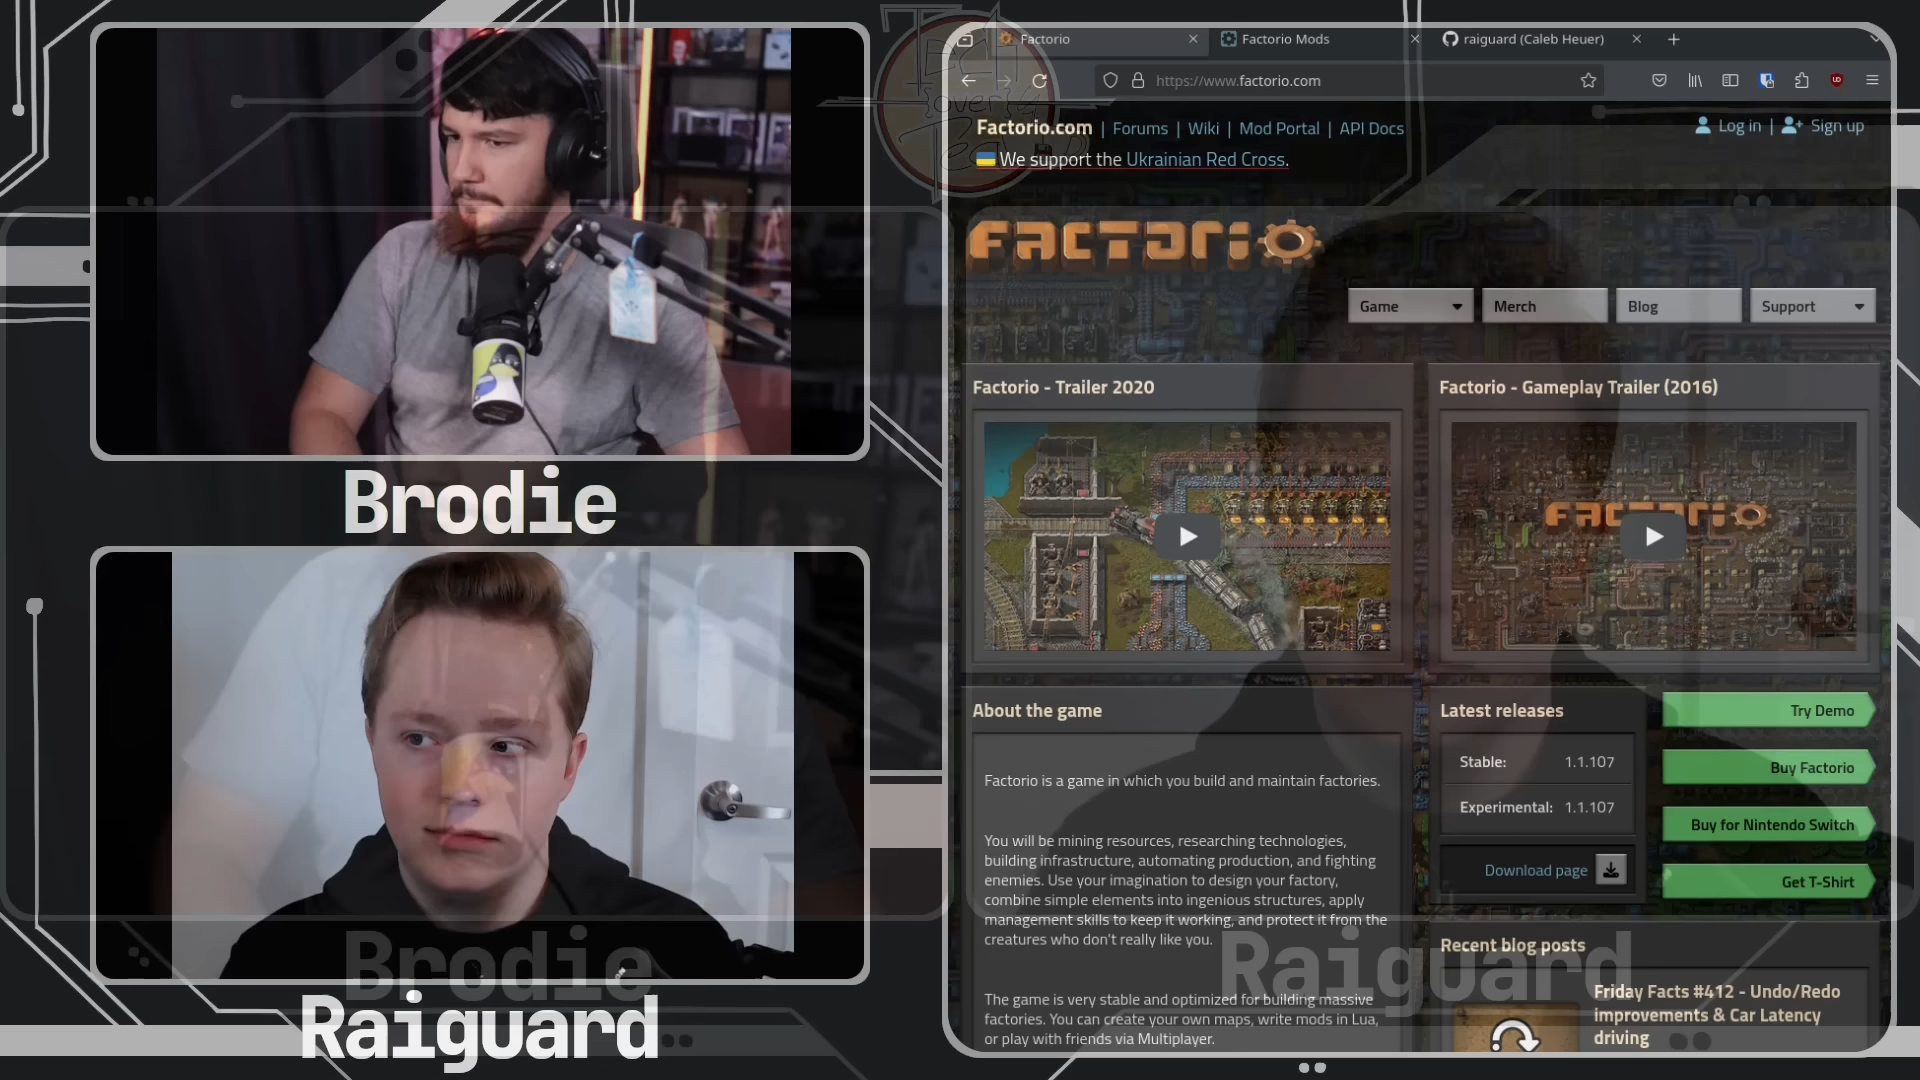 Factorio
Factorio Mods
raiguard (Caleb Heuer)
https://www.factorio.com
Factorio.com | Forums | Wiki | Mod Portal | API Docs
Log in | Sign up
We support the Ukrainian Red Cross.
Tech over Tea
FACTORIO
Game
Merch
Blog
Support
Factorio - Trailer 2020
Factorio - Gameplay Trailer (2016)
FACTORIO
Brodie
About the game
Factorio is a game in which you build and maintain factories.
You will be mining resources, researching technologies,
building infrastructure, automating production, and fighting
enemies. Use your imagination to design your factory,
combine simple elements into ingenious structures, apply
management skills to keep it working, and protect it from the
creatures who don't really like you.
The game is very stable and optimized for building massive
factories. You can create your own maps, write mods in Lua,
or play with friends via Multiplayer.
Latest releases
Stable: 1.1.107
Experimental: 1.1.107
Download page
Try Demo
Buy Factorio
Buy for Nintendo Switch
Get T-Shirt
Recent blog posts
Friday Facts #412 - Undo/Redo
improvements & Car Latency
driving
Brodie
Raiguard
Raiguard